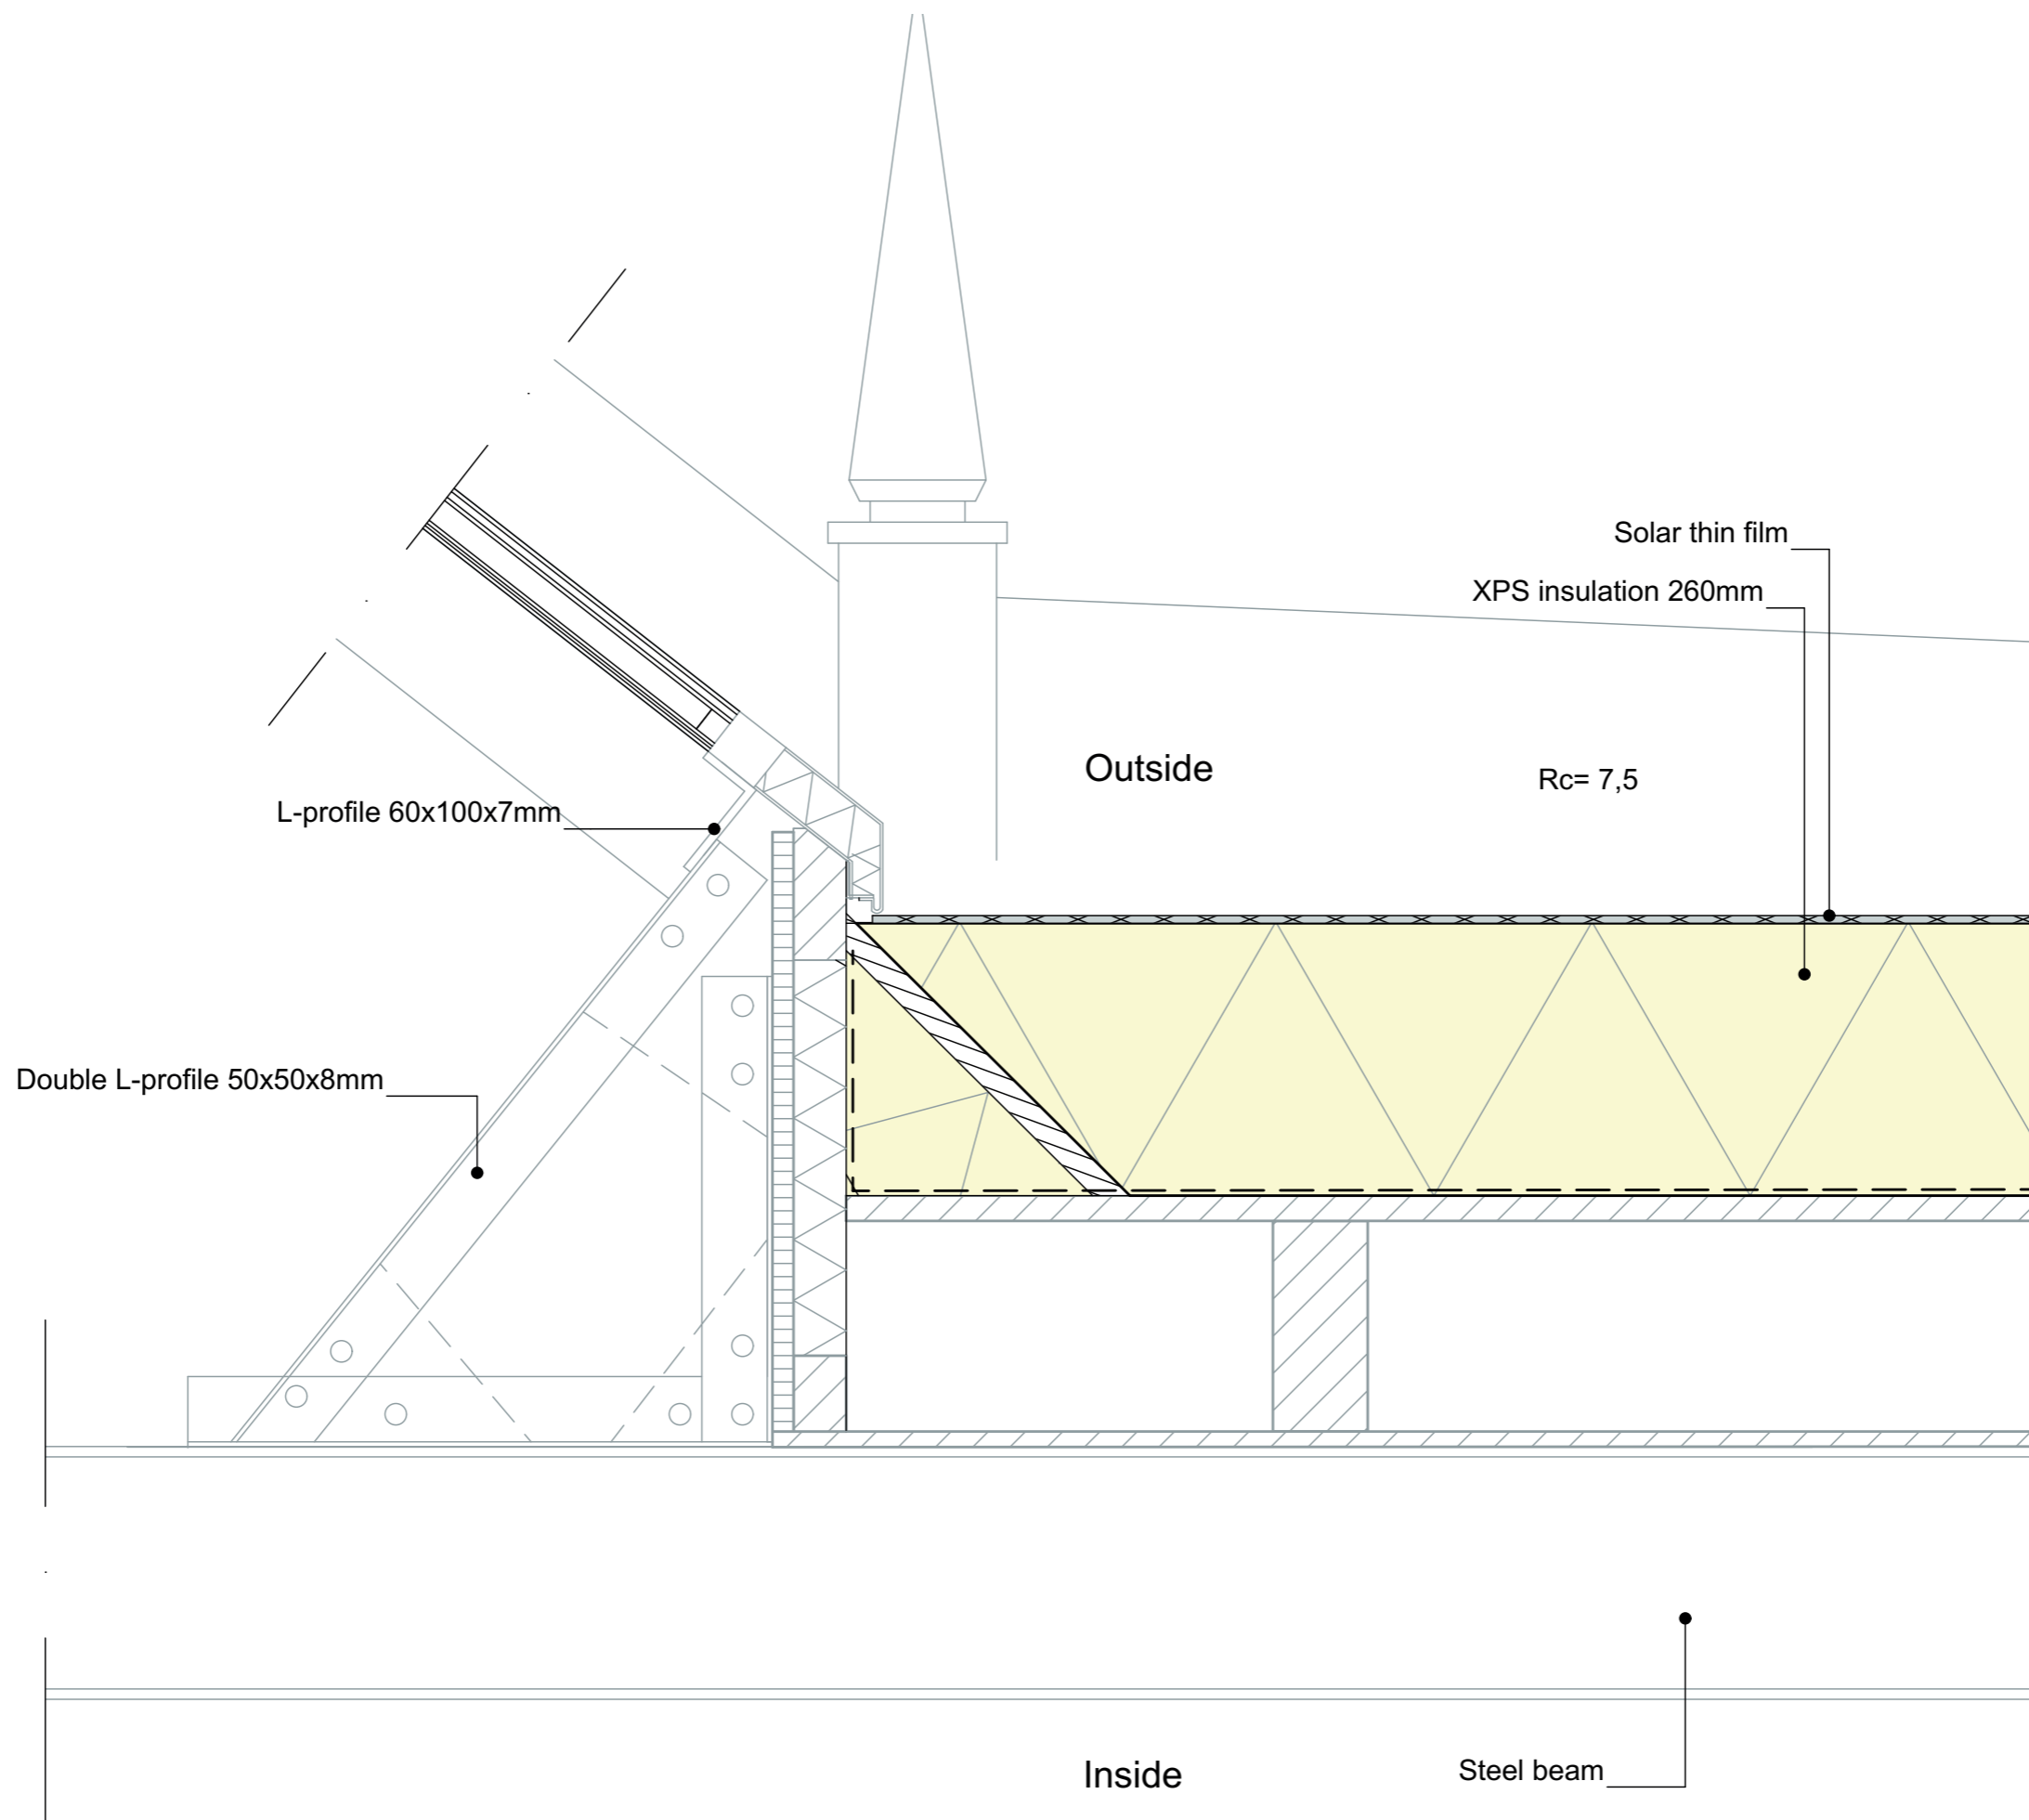 Solar thin film
XPS insulation 260mm
Outside
Rc= 7,5
L-profile 60x100x7mm
Double L-profile 50x50x8mm
Steel beam
Inside